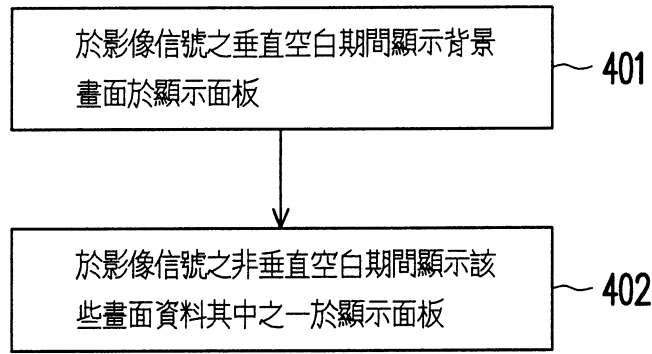 於影像信號之垂直空白期間顯示背景
畫面於顯示面板
401
於影像信號之非垂直空白期間顯示該
些畫面資料其中之一於顯示面板
402